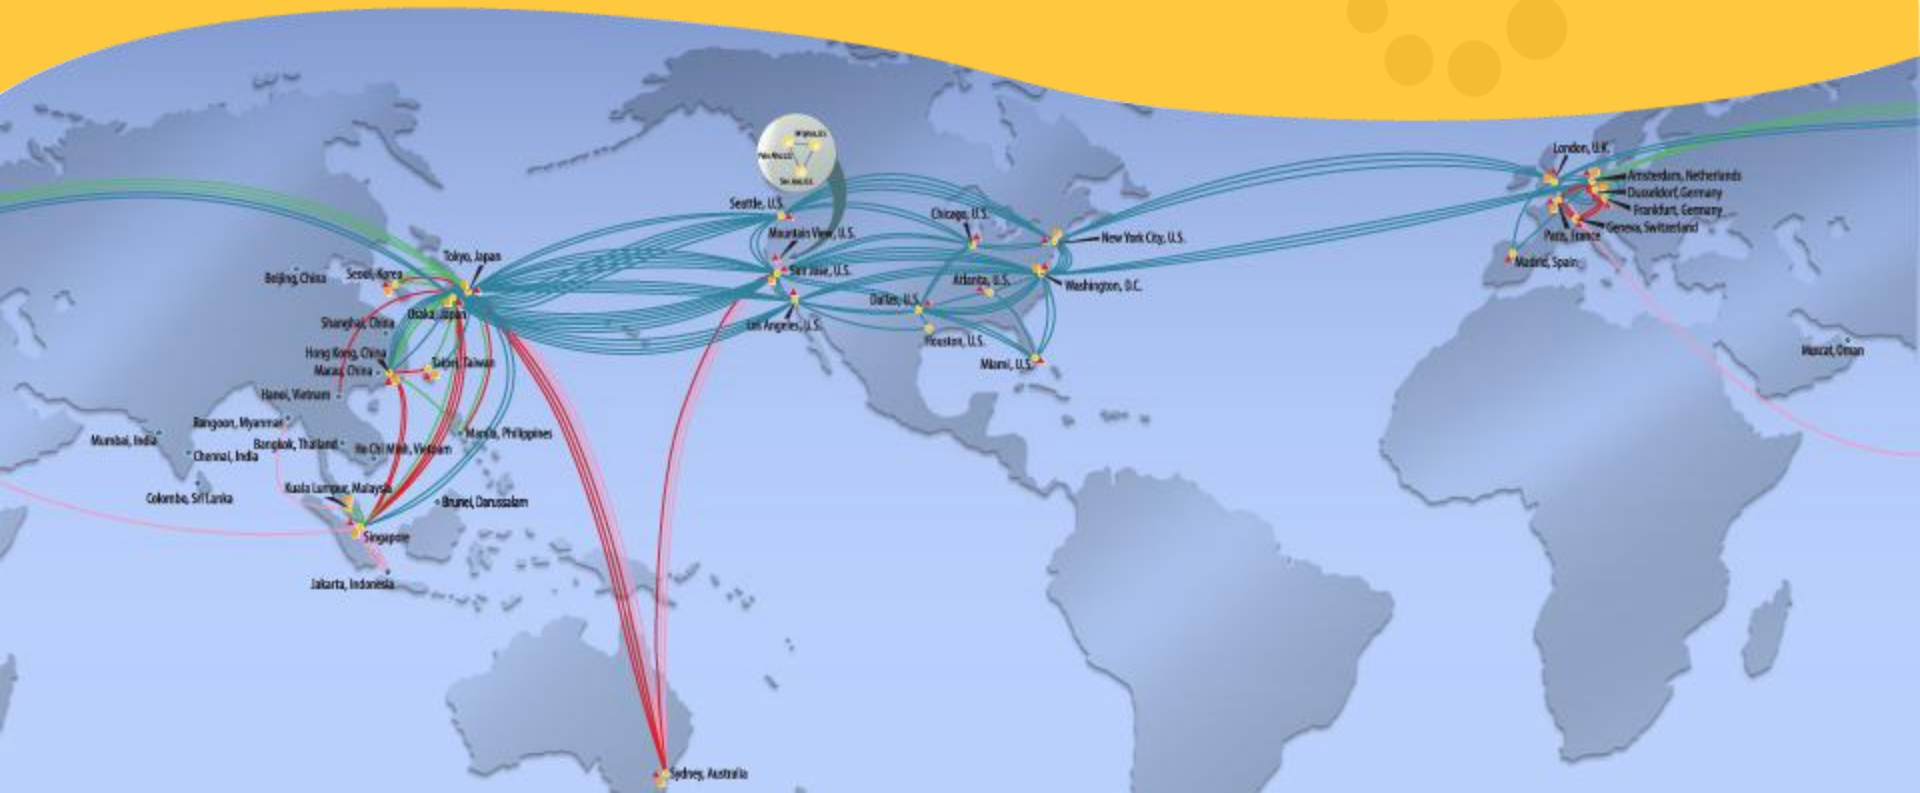 London, U.K.
Amsterdam, Netherlands
Dusseldorf, Germany
Seattle, U.S.
Frankfurt, Germany
Chicago, U.S.
Geneva, Switzerland
Mountain View, U.S.
Paris, France
New York City, U.S.
Tokyo, Japan
Madrid, Spain
San Jose, U.S.
Seoul, Korea
Beijing, China
Atlanta, U.S.
Washington, D.C.
Dallas, U.S.
Osaka, Japan
Shanghai, China
Los Angeles, U.S.
Houston, U.S.
Hong Kong, China
Muscat, Oman
Taipei, Taiwan
Miami, U.S.
Macau, China
Hanoi, Vietnam
Rangoon, Myanmar
Manila, Philippines
Mumbai, India
Bangkok, Thailand
Ho Chi Minh, Vietnam
Chennai, India
Kuala Lumpur, Malaysia
Colombo, Sri Lanka
Brunei, Darussalam
Singapore
Jakarta, Indonesia
Sydney, Australia